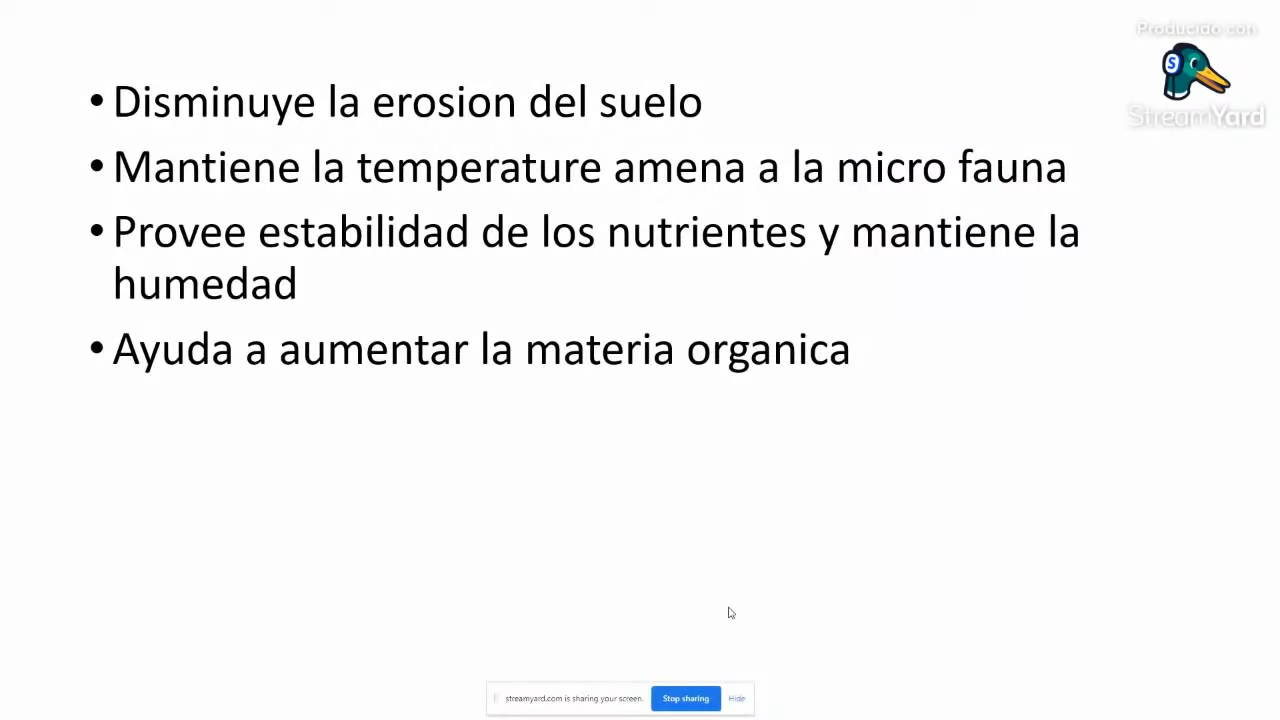 Producido con
StreamYard
• Disminuye la erosion del suelo
• Mantiene la temperature amena a la micro fauna
• Provee estabilidad de los nutrientes y mantiene la
humedad
• Ayuda a aumentar la materia organica
streamyard.com is sharing your screen. Stop sharing Hide